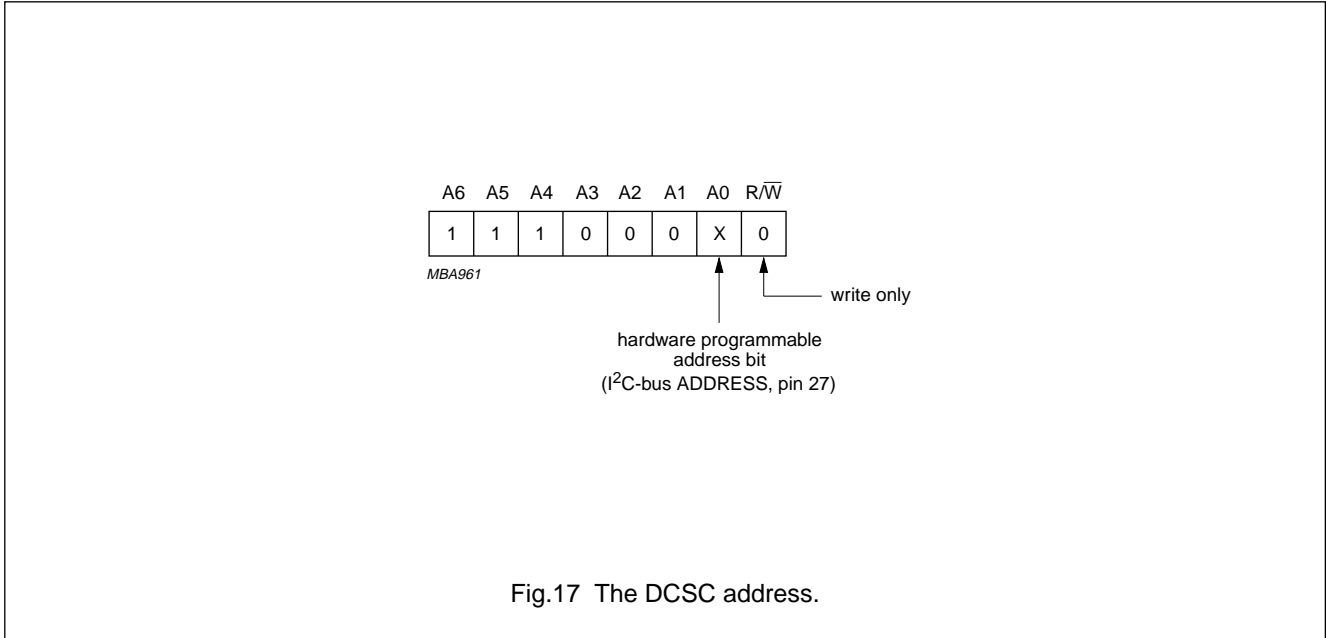 A6 A5 A4 A3 A2 A1 A0 R/W̅
1 1 1 0 0 0 X 0
MBA961
write only
hardware programmable
address bit
(I²C-bus ADDRESS, pin 27)
Fig.17 The DCSC address.